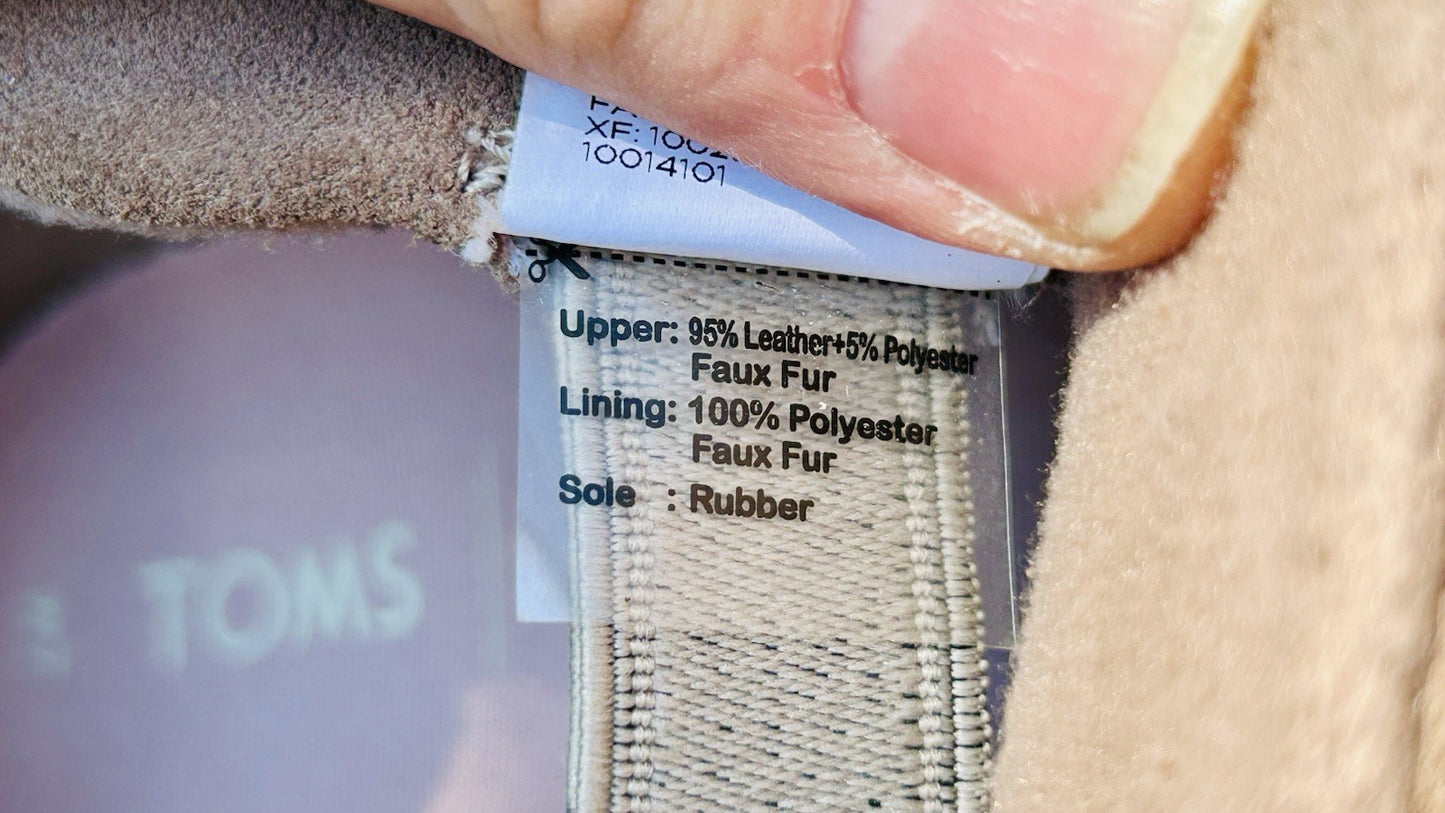 XF:
10014101
Upper: 95% Leather+5% Polyester
Faux Fur
Lining: 100% Polyester
Faux Fur
Sole : Rubber
TOMS